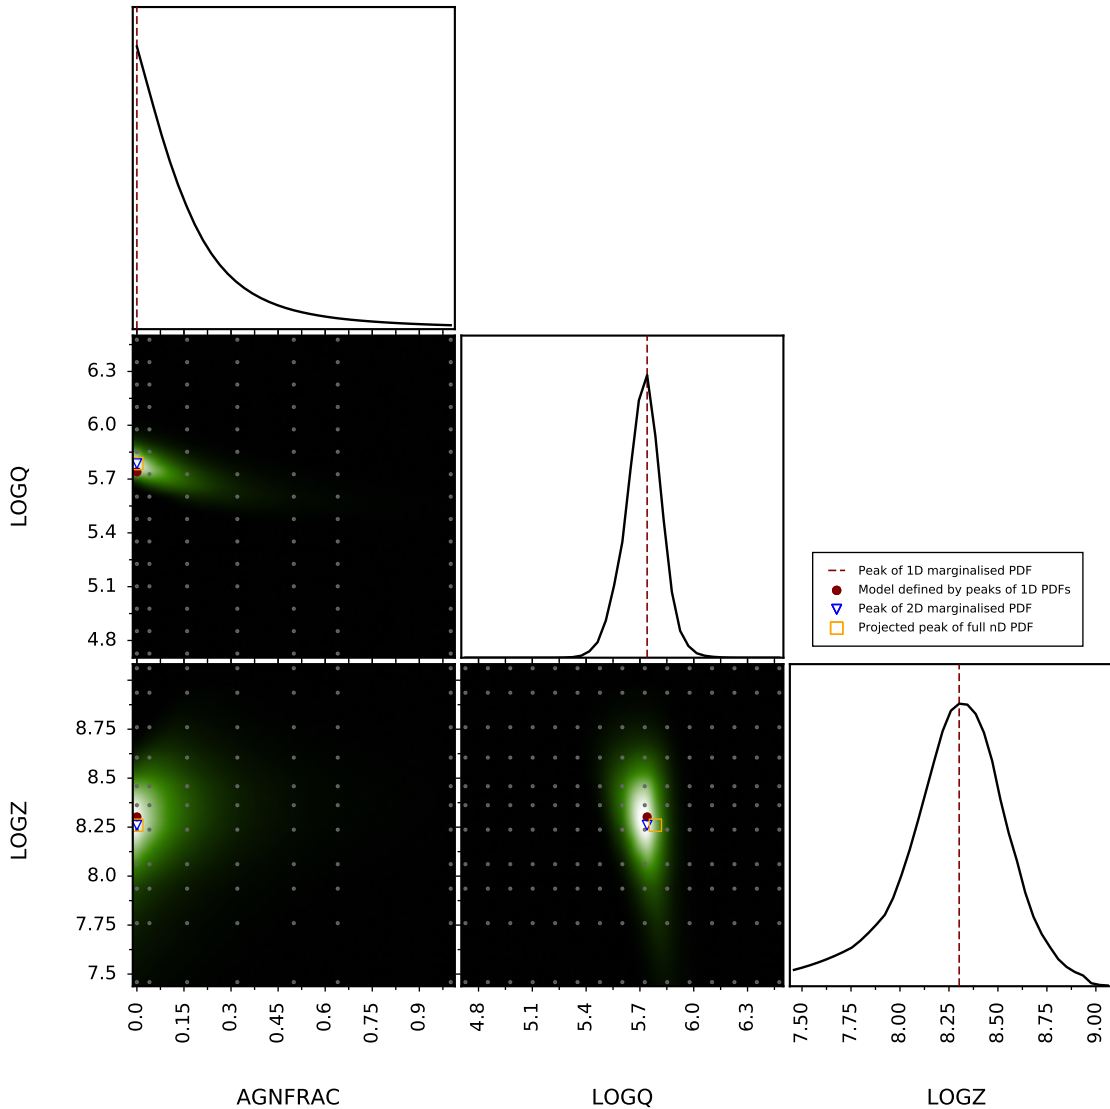 LOGQ
6.3
6.0
5.7
5.4
5.1
4.8
Peak of 1D marginalised PDF
Model defined by peaks of 1D PDFs
Peak of 2D marginalised PDF
Projected peak of full nD PDF
LOGZ
8.75
8.5
8.25
8.0
7.75
7.5
0.0 0.15 0.3 0.45 0.6 0.75 0.9
4.8 5.1 5.4 5.7 6.0 6.3
7.50 7.75 8.00 8.25 8.50 8.75 9.00
AGNFRAC LOGQ LOGZ